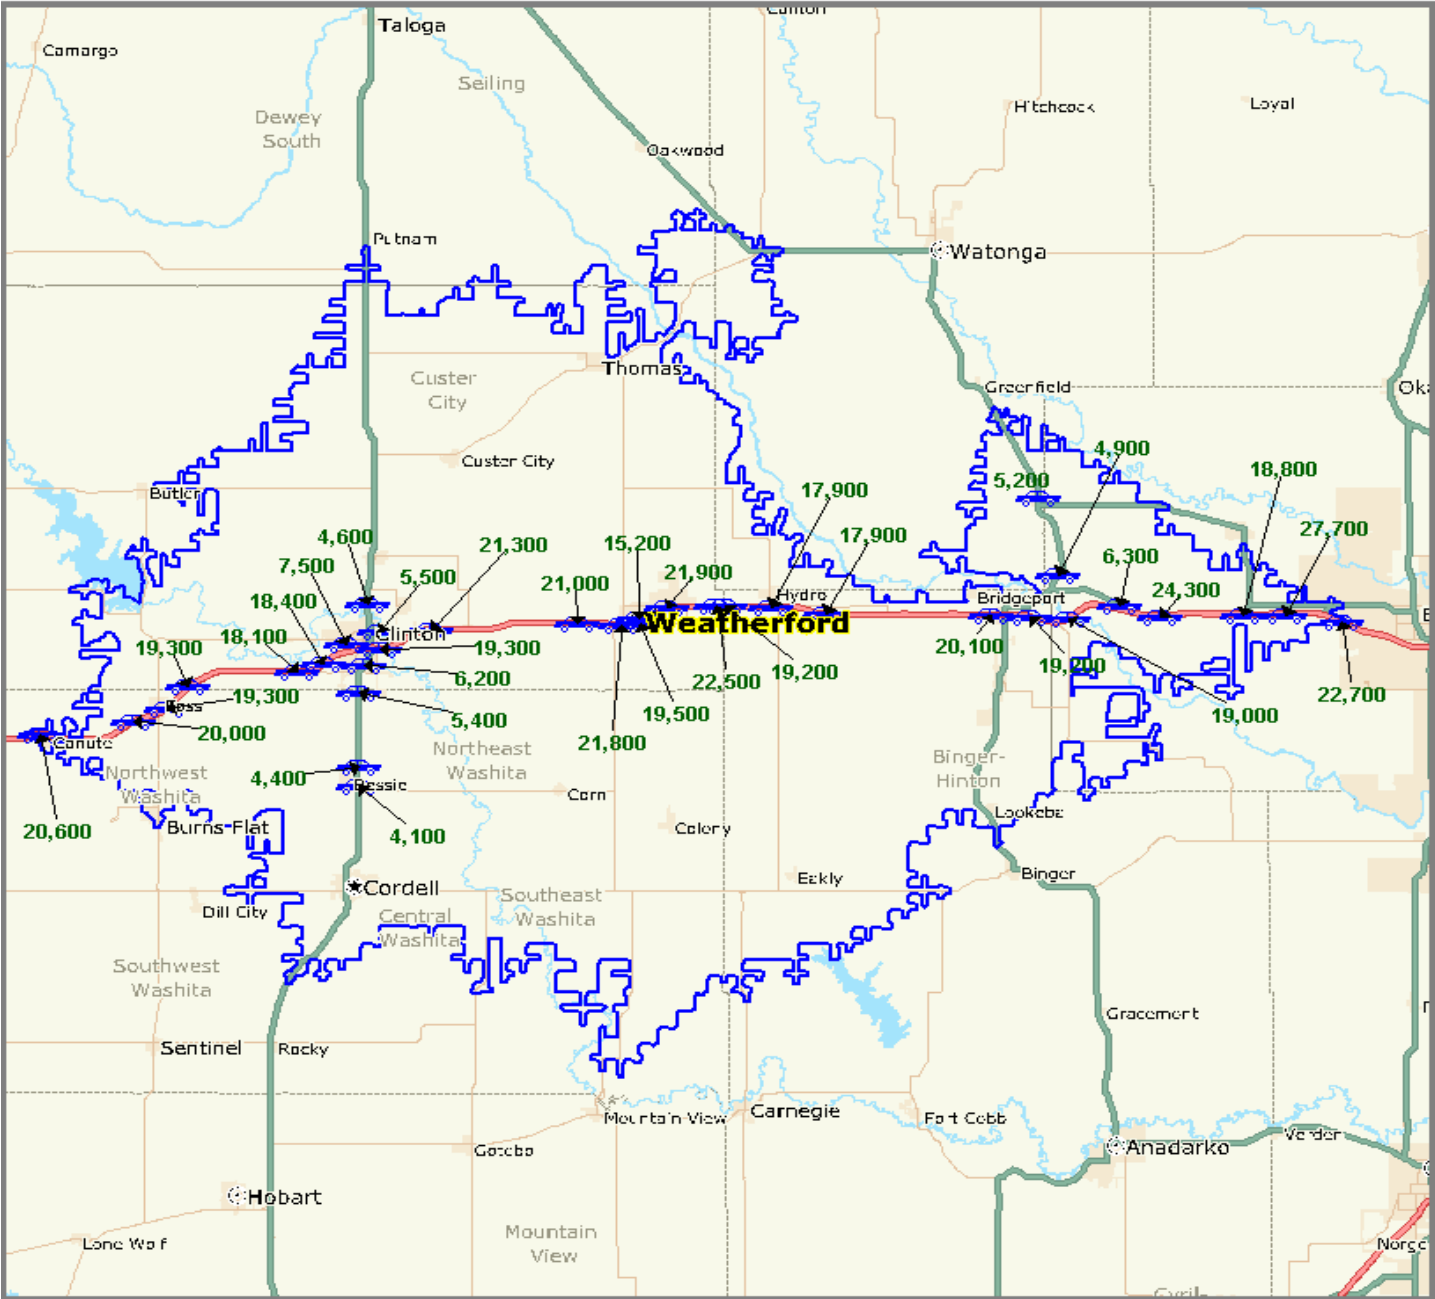 Canton
Taloga
Camargo
Seiling
Hitchcock
Loyal
Dewey
South
Oakwood
Putnam
Watonga
Thomas
Custer
City
Greenfield
Custer City
Butler
4,900
5,200
18,800
17,900
27,700
4,600
7,500
21,300
15,200
17,900
6,300
5,500
21,000
21,900
24,300
18,400
Hydro
Bridgeport
18,100
Clinton
Weatherford
19,300
19,300
20,100
19,200
6,200
19,200
22,500
22,700
19,300
Foss
5,400
19,500
19,000
20,000
Canute
21,800
Northwest
Washita
Northeast
Washita
Binger-
Hinton
4,400
Bessie
Corn
20,600
Burns Flat
4,100
Colony
Lookeba
Eakly
Binger
Cordell
Dill City
Southeast
Washita
Central
Washita
Southwest
Washita
Gracemont
Sentinel
Rocky
Mountain View
Carnegie
Fort Cobb
Gotebo
Anadarko
Verden
Hobart
Lone Wolf
Mountain
View
Norge